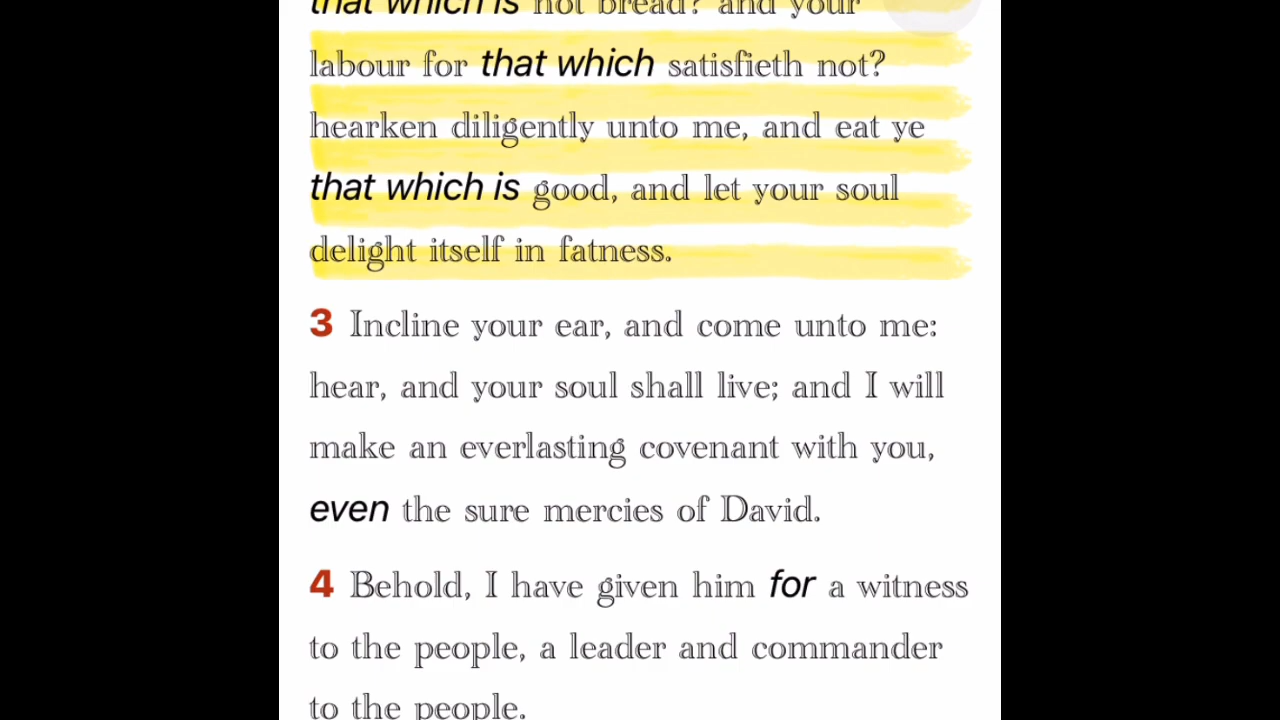 that which is not bread? and your
labour for that which satisfieth not?
hearken diligently unto me, and eat ye
that which is good, and let your soul
delight itself in fatness.
3 Incline your ear, and come unto me:
hear, and your soul shall live; and I will
make an everlasting covenant with you,
even the sure mercies of David.
4 Behold, I have given him for a witness
to the people, a leader and commander
to the people.